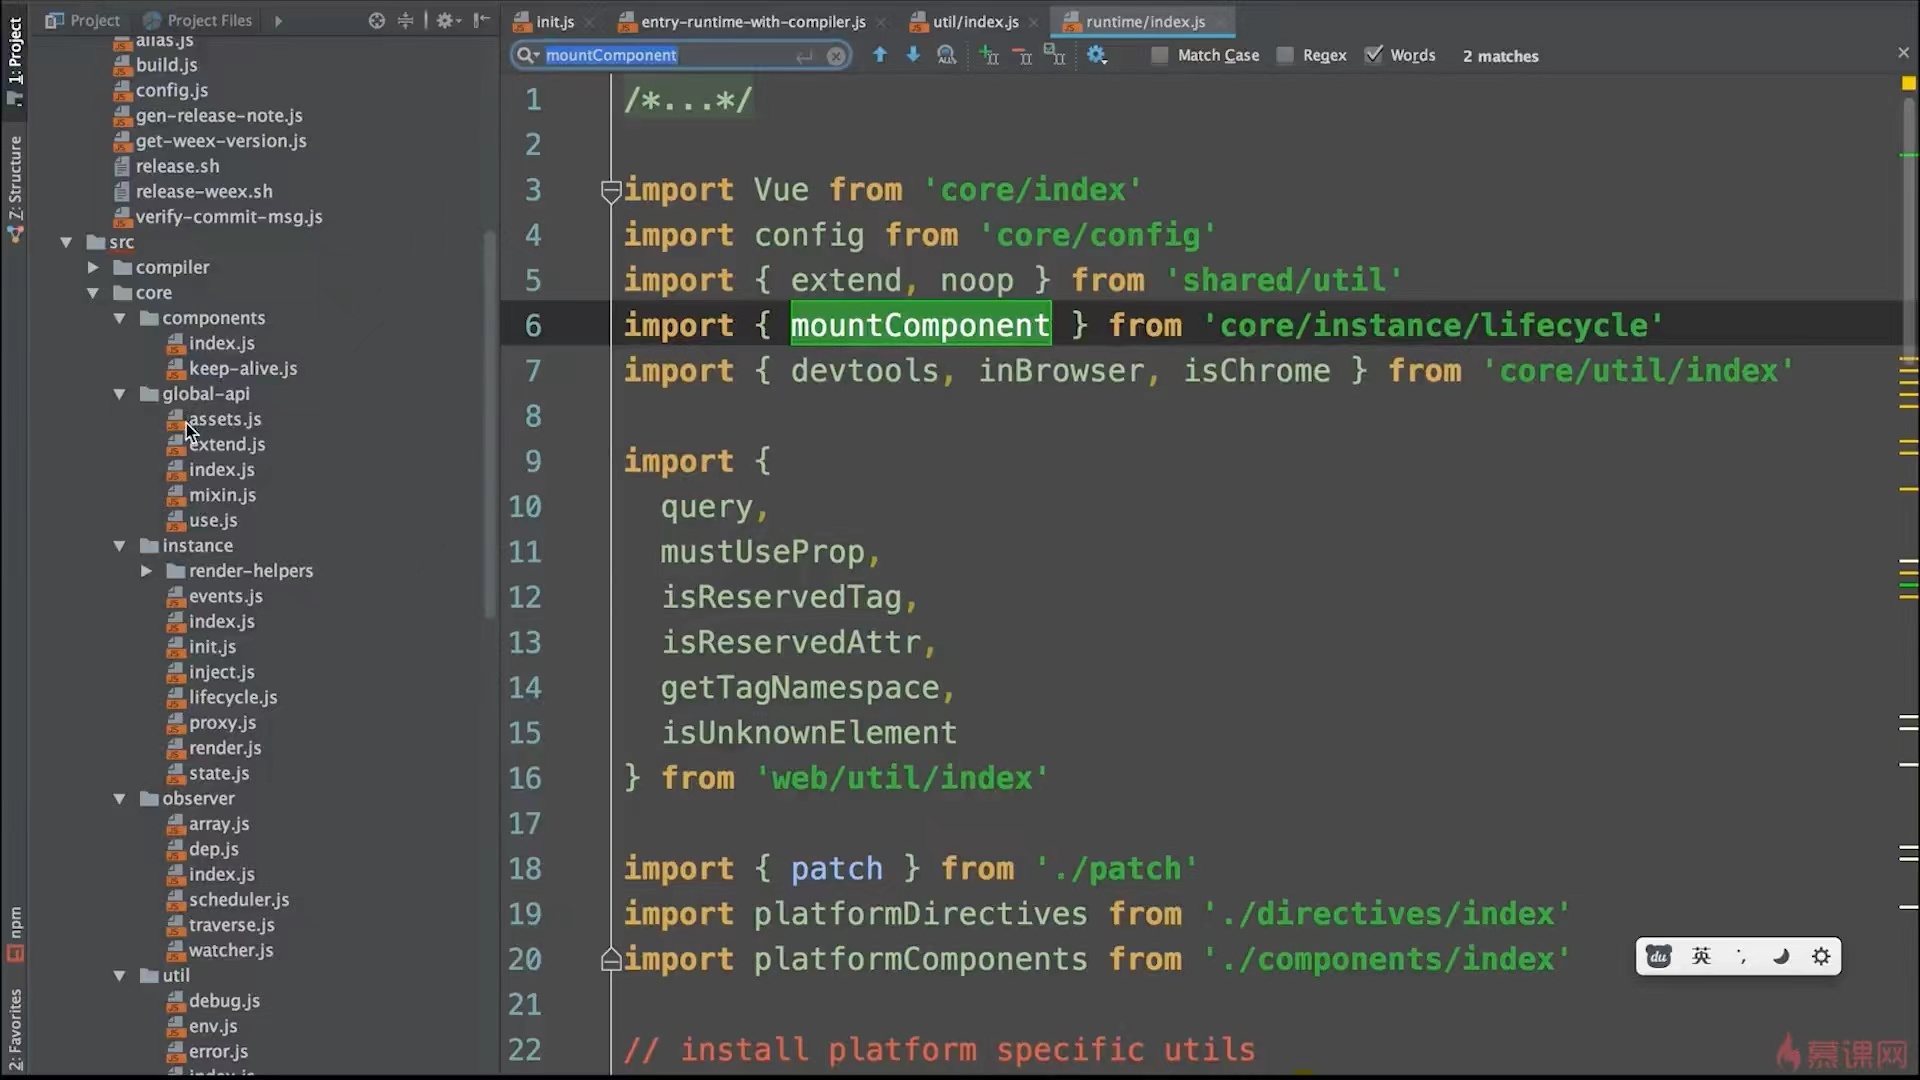 1: Project
Z: Structure
npm
2: Favorites
Project
Project Files
alias.js
build.js
config.js
gen-release-note.js
get-weex-version.js
release.sh
release-weex.sh
verify-commit-msg.js
src
compiler
core
components
index.js
keep-alive.js
global-api
assets.js
extend.js
index.js
mixin.js
use.js
instance
render-helpers
events.js
index.js
init.js
inject.js
lifecycle.js
proxy.js
render.js
state.js
observer
array.js
dep.js
index.js
scheduler.js
traverse.js
watcher.js
util
debug.js
env.js
error.js
index.js
init.js
entry-runtime-with-compiler.js
util/index.js
runtime/index.js
mountComponent
Match Case
Regex
Words
2 matches
1 /*...*/
2
3 import Vue from 'core/index'
4 import config from 'core/config'
5 import { extend, noop } from 'shared/util'
6 import { mountComponent } from 'core/instance/lifecycle'
7 import { devtools, inBrowser, isChrome } from 'core/util/index'
8
9 import {
10 query,
11 mustUseProp,
12 isReservedTag,
13 isReservedAttr,
14 getTagNamespace,
15 isUnknownElement
16 } from 'web/util/index'
17
18 import { patch } from './patch'
19 import platformDirectives from './directives/index'
20 import platformComponents from './components/index'
21
22 // install platform specific utils
du 英
慕课网